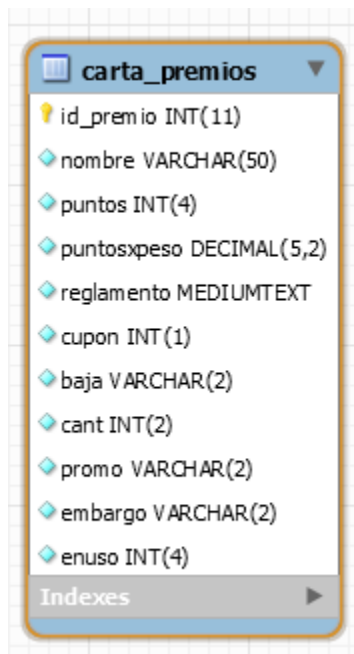 carta_premios
id_premio INT(11)
nombre VARCHAR(50)
puntos INT(4)
puntosxpeso DECIMAL(5,2)
reglamento MEDIUMTEXT
cupon INT(1)
baja VARCHAR(2)
cant INT(2)
promo VARCHAR(2)
embargo VARCHAR(2)
enuso INT(4)
Indexes